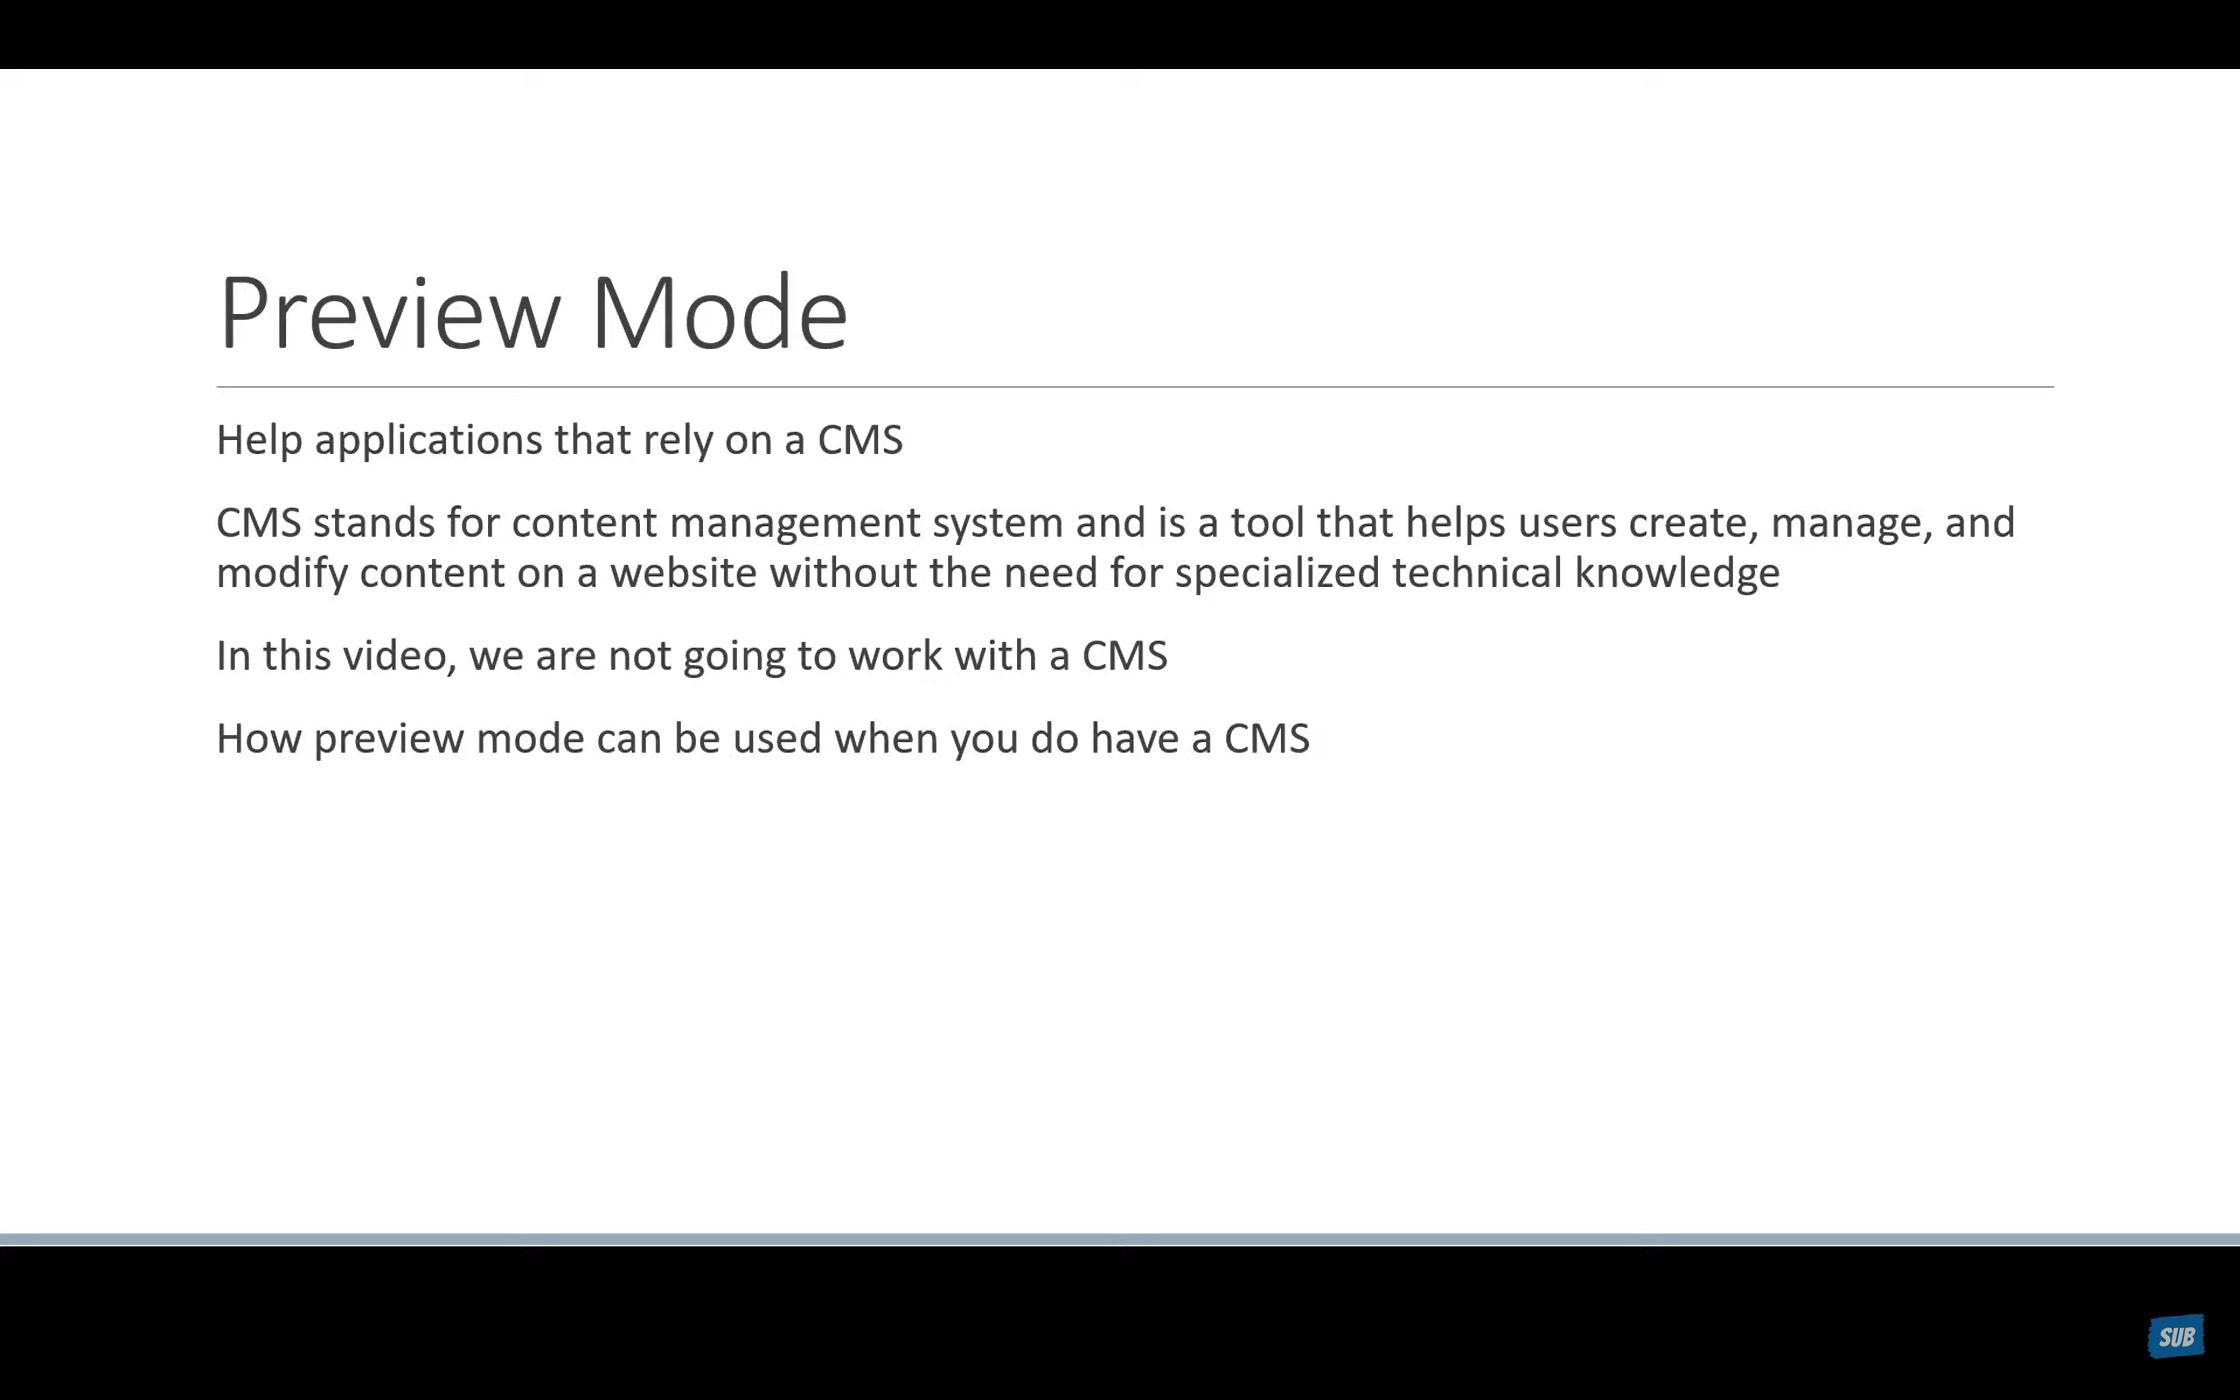 Preview Mode
Help applications that rely on a CMS
CMS stands for content management system and is a tool that helps users create, manage, and
modify content on a website without the need for specialized technical knowledge
In this video, we are not going to work with a CMS
How preview mode can be used when you do have a CMS
SUB